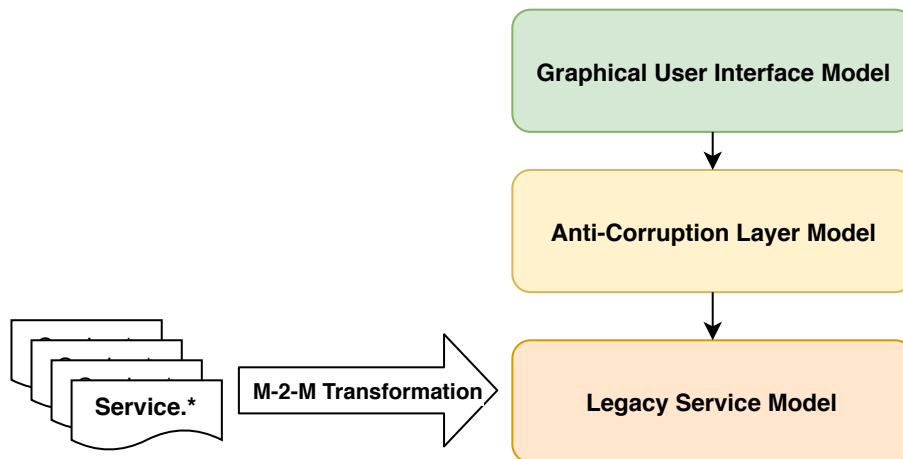 Graphical User Interface Model
Anti-Corruption Layer Model
Service.*
M-2-M Transformation
Legacy Service Model